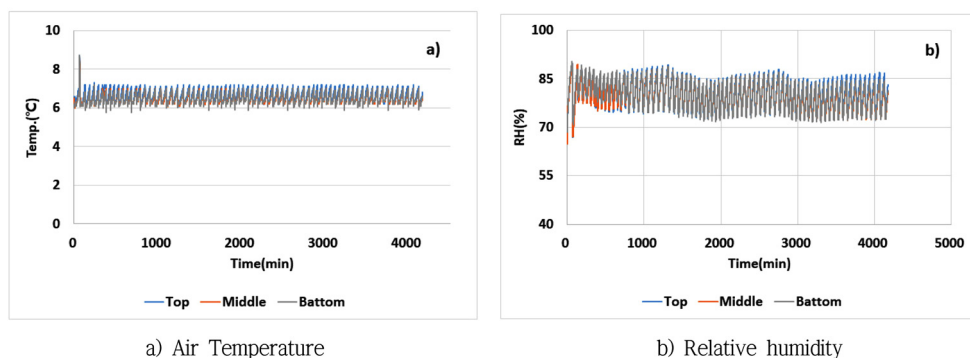 a)
10
8
6
4
2
0
Temp.(℃)
0 1000 2000 3000 4000
Time(min)
Top Middle Battom
b)
100
85
70
55
40
RH(%)
0 1000 2000 3000 4000 5000
Time(min)
Top Middle Battom
a) Air Temperature
b) Relative humidity